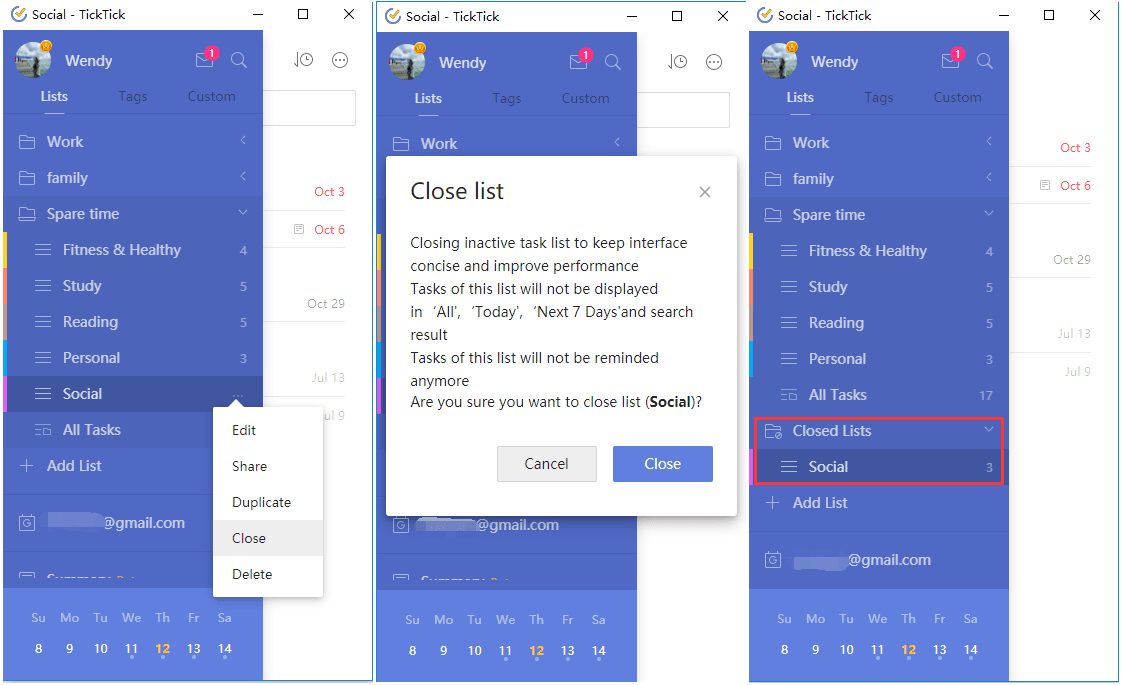 Social - TickTick
Wendy
1
Lists Tags Custom
Work
family
Oct 3
Spare time
Oct 6
Fitness & Healthy 4
Study 5
Oct 29
Reading 5
Personal 3
Jul 13
Social
Jul 9
All Tasks
Edit
Add List
Share
Duplicate
@gmail.com
Close
Delete
Su Mo Tu We Th Fr Sa
8 9 10 11 12 13 14
Social - TickTick
Wendy
1
Lists Tags Custom
Work
Close list
Closing inactive task list to keep interface
concise and improve performance
Tasks of this list will not be displayed
in ‘All’, ‘Today’, ‘Next 7 Days’and search
result
Tasks of this list will not be reminded
anymore
Are you sure you want to close list (Social)?
Cancel Close
@gmail.com
Su Mo Tu We Th Fr Sa
8 9 10 11 12 13 14
Social - TickTick
Wendy
1
Lists Tags Custom
Work
Oct 3
family
Oct 6
Spare time
Fitness & Healthy 4
Oct 29
Study 5
Reading 5
Jul 13
Personal 3
Jul 9
All Tasks 17
Closed Lists
Social 3
Add List
@gmail.com
Su Mo Tu We Th Fr Sa
8 9 10 11 12 13 14